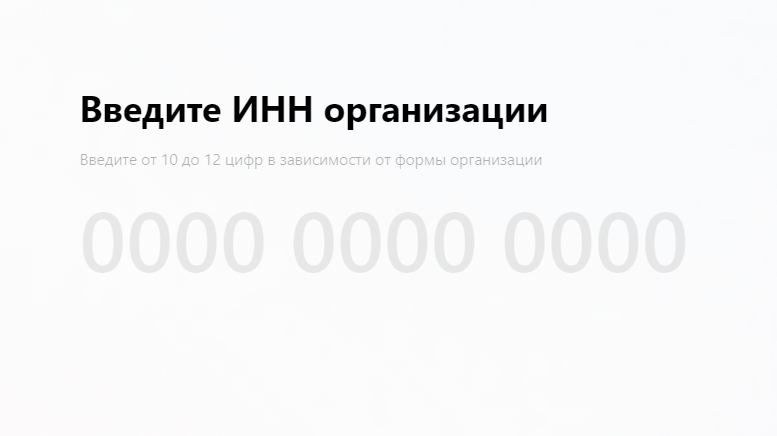 Введите ИНН организации
Введите от 10 до 12 цифр в зависимости от формы организации
0000 0000 0000